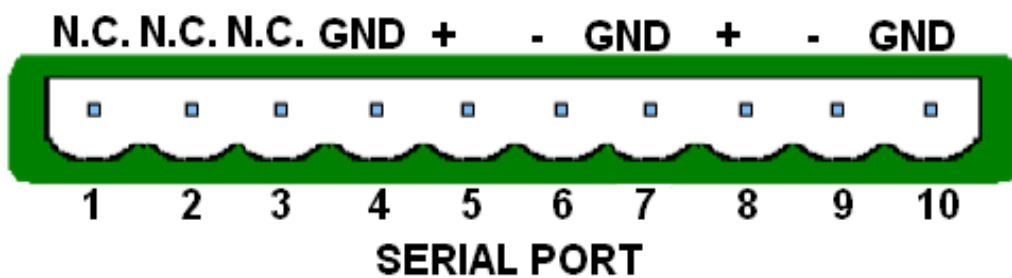 N.C. N.C. N.C. GND + - GND + - GND
1 2 3 4 5 6 7 8 9 10
SERIAL PORT